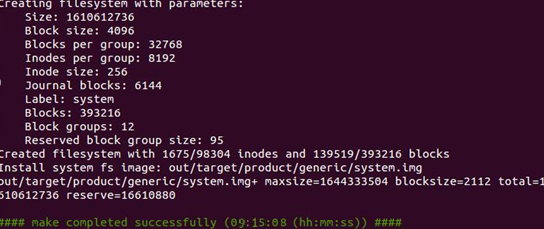 Creating filesystem with parameters:
Size: 1610612736
Block size: 4096
Blocks per group: 32768
Inodes per group: 8192
Inode size: 256
Journal blocks: 6144
Label: system
Blocks: 393216
Block groups: 12
Reserved block group size: 95
Created filesystem with 1675/98304 inodes and 139519/393216 blocks
Install system fs image: out/target/product/generic/system.img
out/target/product/generic/system.img+ maxsize=1644333504 blocksize=2112 total=1
610612736 reserve=16610880
#### make completed successfully (09:15:08 (hh:mm:ss)) ####